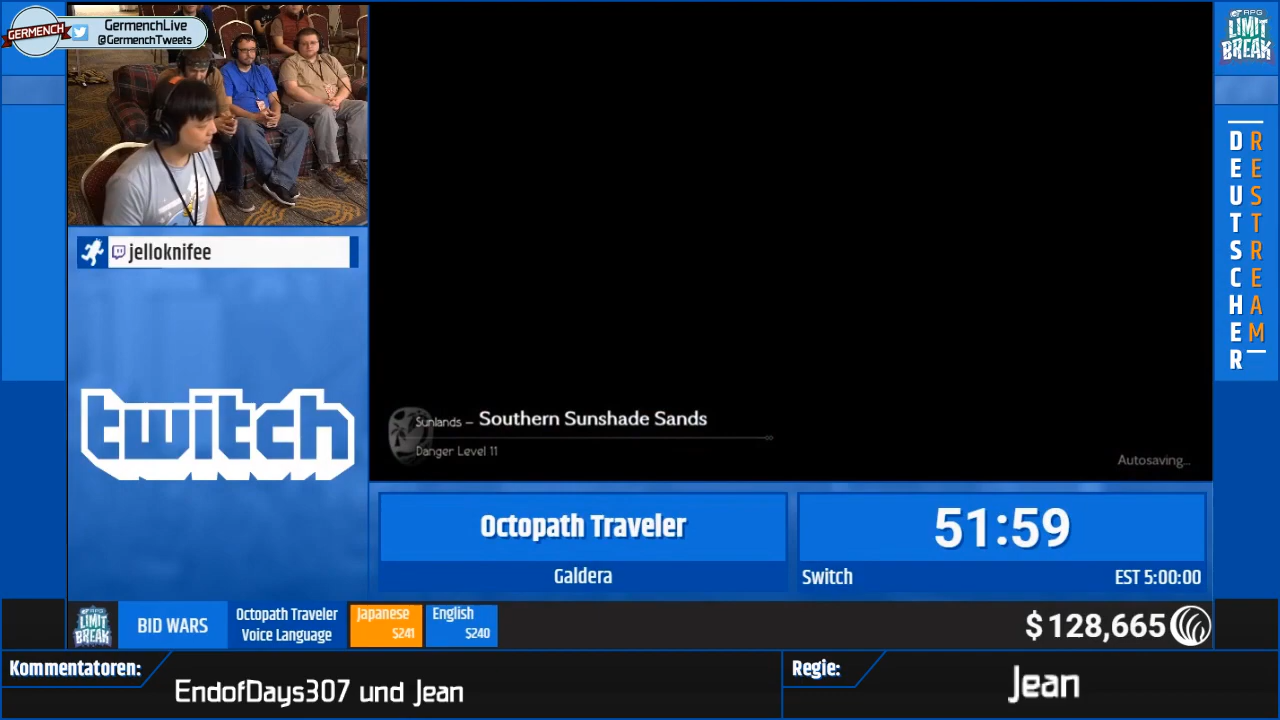 GERMENCH
GermenchLive
@GermenchTweets
RPG
LIMIT
BREAK
DEUTSCHER
RESTREAM
jelloknifee
twitch
Sunlands – Southern Sunshade Sands
Danger Level 11
Autosaving...
Octopath Traveler
51:59
Galdera
Switch
EST 5:00:00
RPG
LIMIT
BREAK
BID WARS
Octopath Traveler
Voice Language
Japanese
$241
English
$240
$128,665
Kommentatoren:
EndofDays307 und Jean
Regie:
Jean